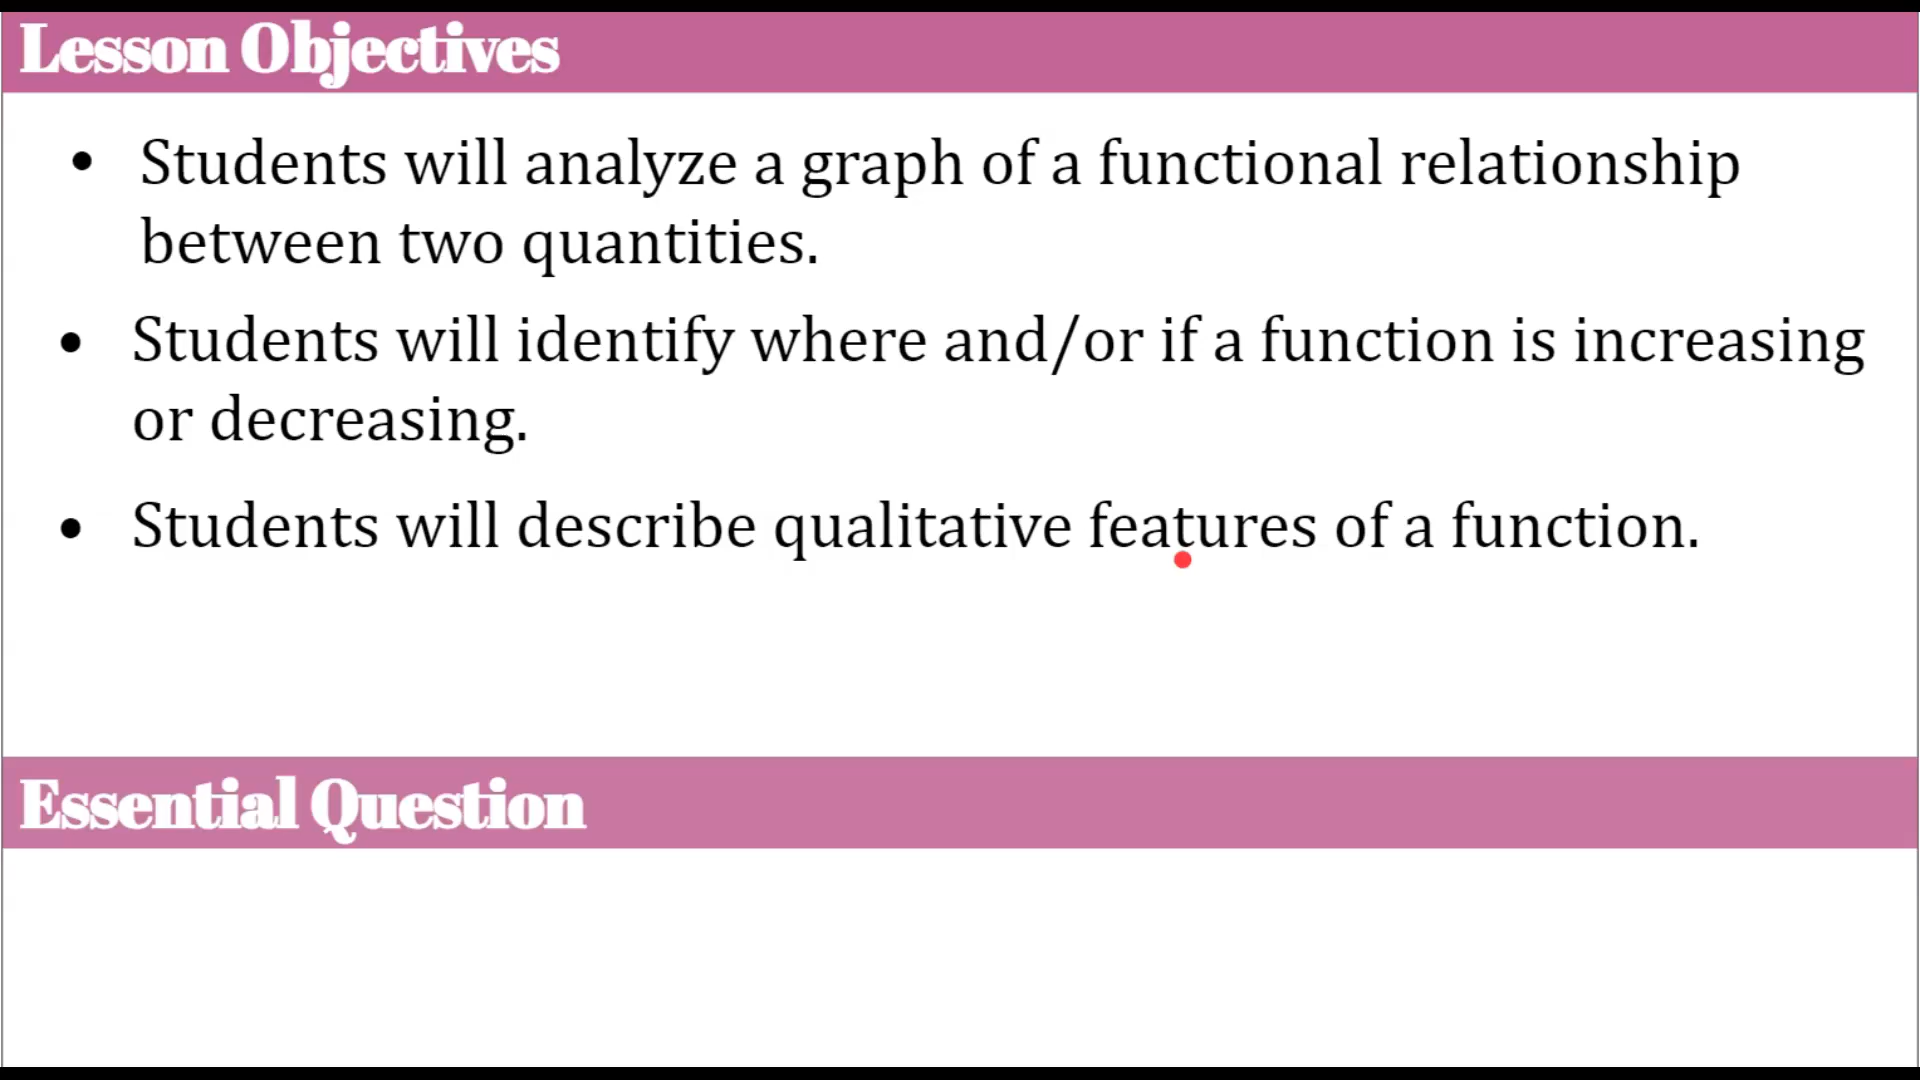 Lesson Objectives
• Students will analyze a graph of a functional relationship
between two quantities.
• Students will identify where and/or if a function is increasing
or decreasing.
• Students will describe qualitative features of a function.
Essential Question